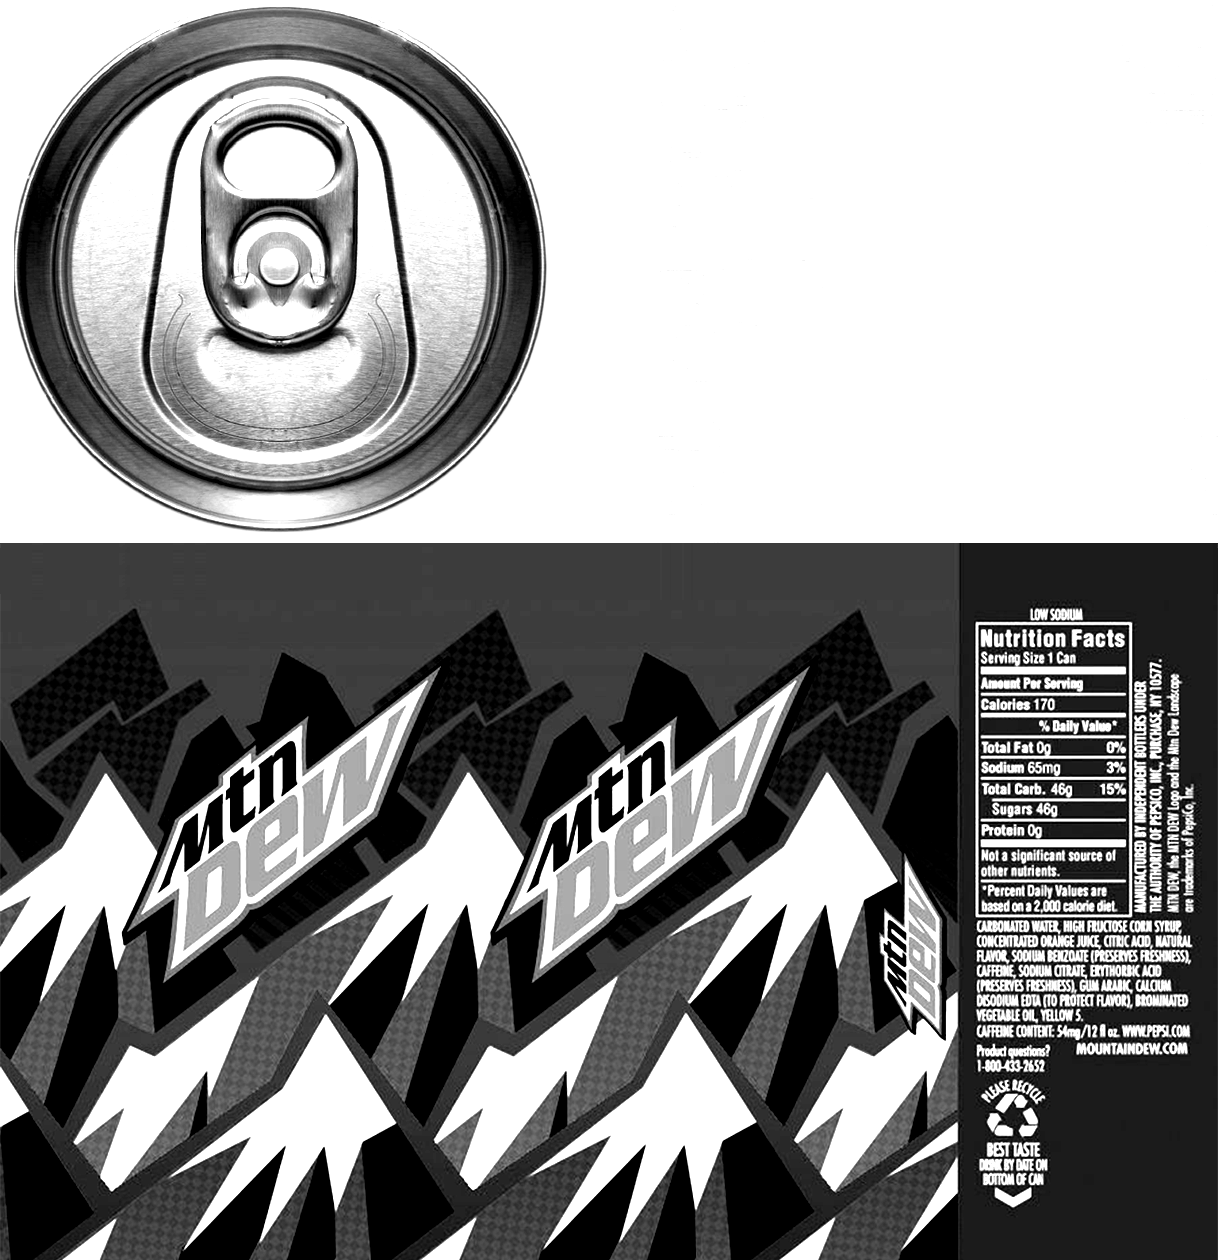 Mtn
Dew
Mtn
Dew
Mtn
Dew
LOW SODIUM
Nutrition Facts
Serving Size 1 Can
Amount Per Serving
Calories 170
% Daily Value*
Total Fat 0g 0%
Sodium 65mg 3%
Total Carb. 46g 15%
Sugars 46g
Protein 0g
Not a significant source of
other nutrients.
*Percent Daily Values are
based on a 2,000 calorie diet.
MANUFACTURED BY INDEPENDENT BOTTLERS UNDER
THE AUTHORITY OF PEPSICO, INC., PURCHASE, NY 10577.
MTN DEW, the MTN DEW Logo and the Mtn Dew Landscape
are trademarks of PepsiCo, Inc.
CARBONATED WATER, HIGH FRUCTOSE CORN SYRUP,
CONCENTRATED ORANGE JUICE, CITRIC ACID, NATURAL
FLAVOR, SODIUM BENZOATE (PRESERVES FRESHNESS),
CAFFEINE, SODIUM CITRATE, ERYTHORBIC ACID
(PRESERVES FRESHNESS), GUM ARABIC, CALCIUM
DISODIUM EDTA (TO PROTECT FLAVOR), BROMINATED
VEGETABLE OIL, YELLOW 5.
CAFFEINE CONTENT: 54mg/12 fl oz. WWW.PEPSI.COM
Product questions? MOUNTAINDEW.COM
1-800-433-2652
PLEASE RECYCLE
BEST TASTE
DRINK BY DATE ON
BOTTOM OF CAN